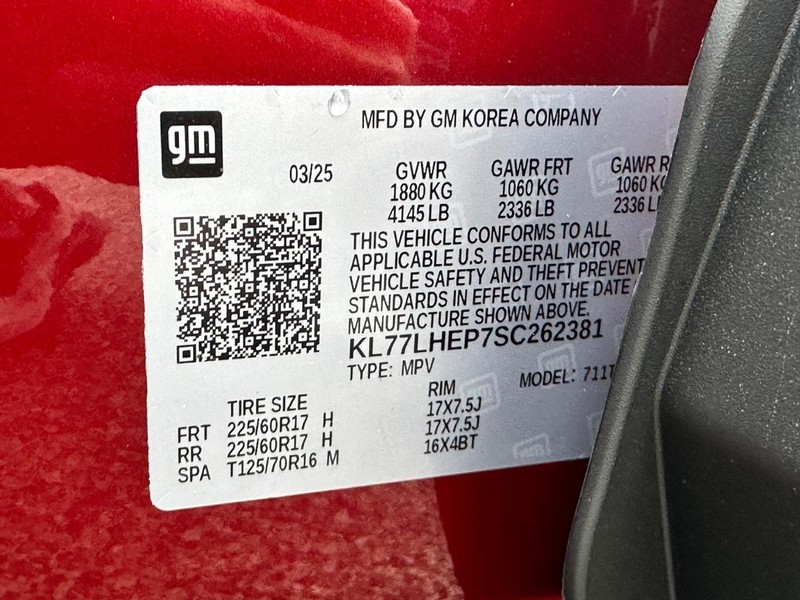 gm
MFD BY GM KOREA COMPANY
03/25
GVWR GAWR FRT GAWR
1880 KG 1060 KG 1060
4145 LB 2336 LB 2336
THIS VEHICLE CONFORMS TO ALL
APPLICABLE U.S. FEDERAL MOTOR
VEHICLE SAFETY AND THEFT PREVENT
STANDARDS IN EFFECT ON THE DATE
MANUFACTURE SHOWN ABOVE.
KL77LHEP7SC262381
TYPE: MPV MODEL: 711T
TIRE SIZE RIM
FRT 225/60R17 H 17X7.5J
RR 225/60R17 H 17X7.5J
SPA T125/70R16 M 16X4BT